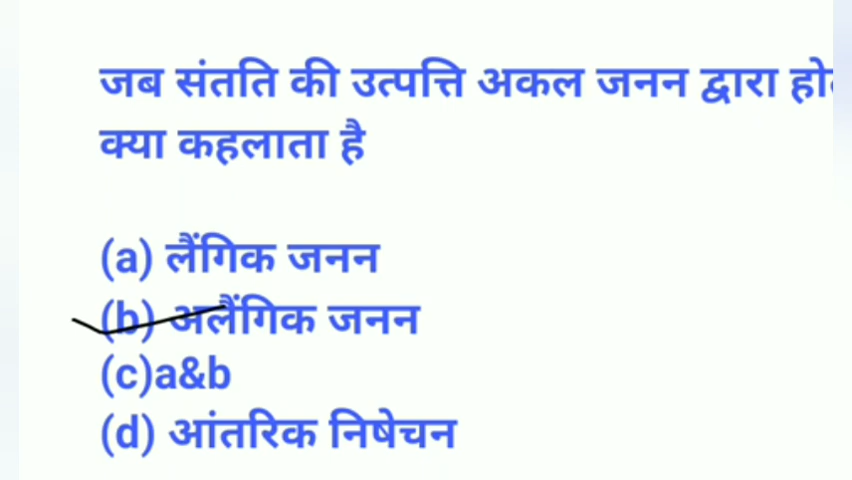 जब संतति की उत्पत्ति अकल जनन द्वारा
क्या कहलाता है
(a) लैंगिक जनन
(b) अलैंगिक जनन
(c)a&b
(d) आंतरिक निषेचन